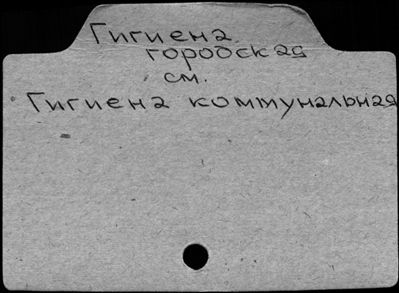 Гигиена
городская
см.
Гигиена коммунальная